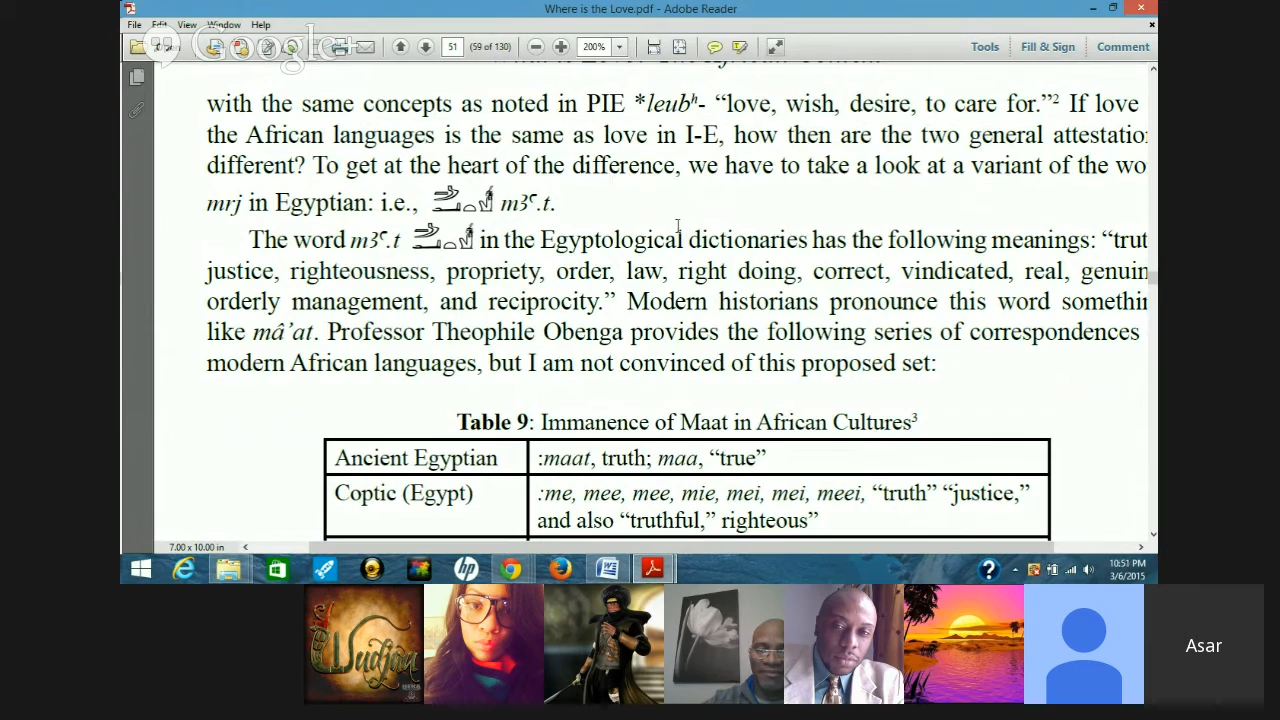 Where is the Love.pdf - Adobe Reader
File Edit View Window Help
Google+
51 (59 of 130) 200% Tools Fill & Sign Comment
with the same concepts as noted in PIE *leubʰ- “love, wish, desire, to care for.”² If love
the African languages is the same as love in I-E, how then are the two general attestatio
different? To get at the heart of the difference, we have to take a look at a variant of the wo
mrj in Egyptian: i.e., m3ˤ.t.
The word m3ˤ.t in the Egyptological dictionaries has the following meanings: “trut
justice, righteousness, propriety, order, law, right doing, correct, vindicated, real, genuin
orderly management, and reciprocity.” Modern historians pronounce this word somethin
like mâ’at. Professor Theophile Obenga provides the following series of correspondences
modern African languages, but I am not convinced of this proposed set:
Table 9: Immanence of Maat in African Cultures³
Ancient Egyptian :maat, truth; maa, “true”
Coptic (Egypt) :me, mee, mee, mie, mei, mei, meei, “truth” “justice,”
and also “truthful,” righteous”
7.00 x 10.00 in
hp
10:51 PM
3/6/2015
Wudjau
Asar